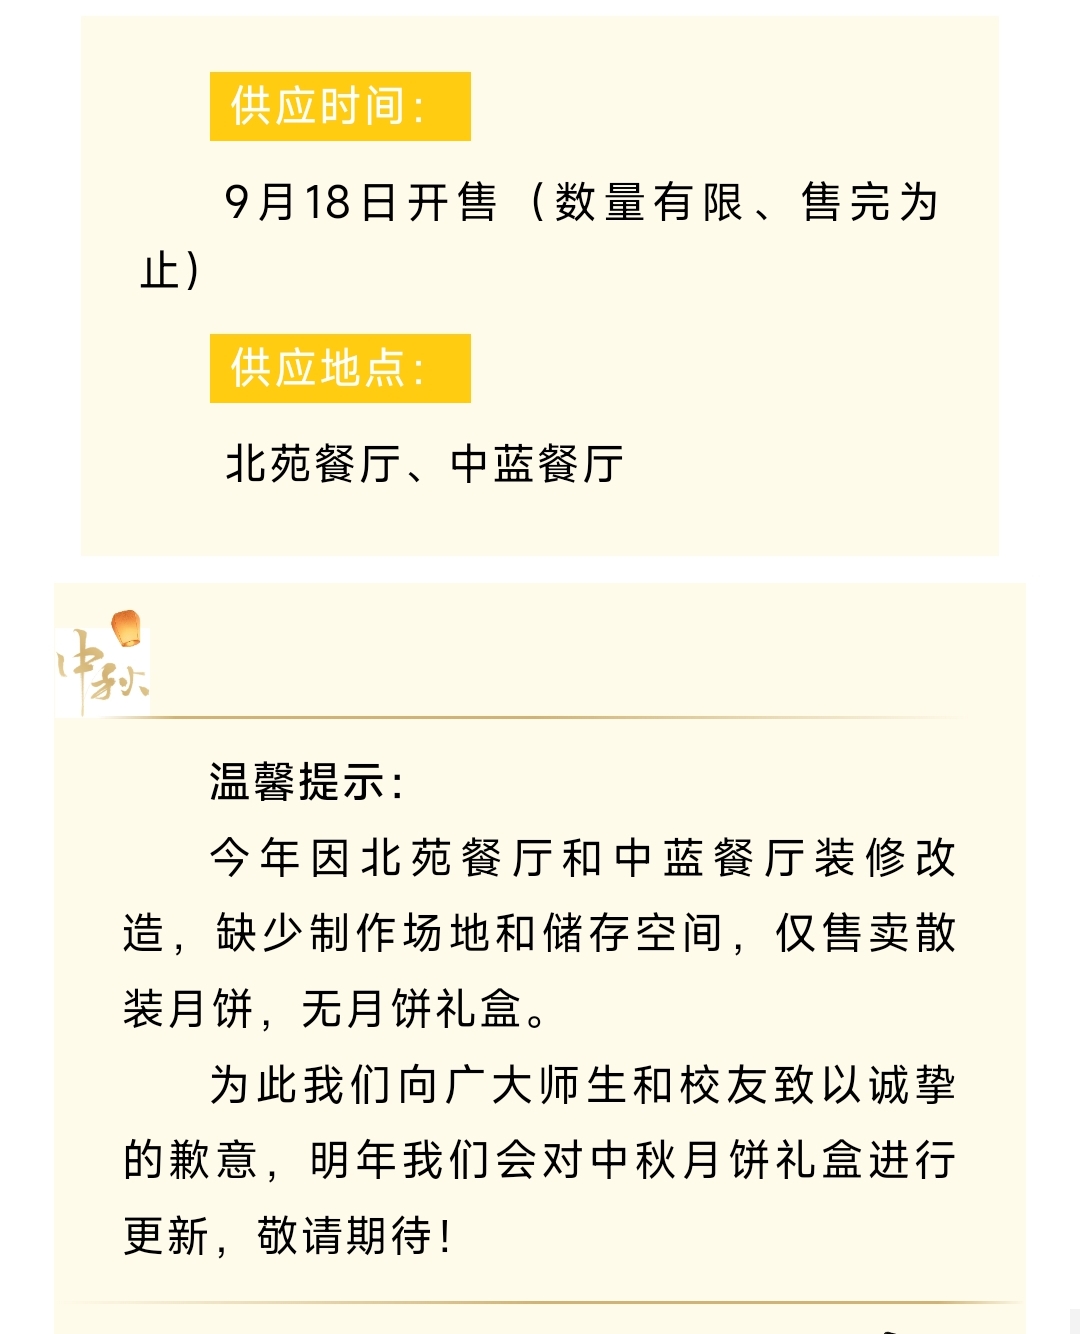 供应时间：
9月18日开售（数量有限、售完为
止）
供应地点：
北苑餐厅、中蓝餐厅
中秋
温馨提示：
今年因北苑餐厅和中蓝餐厅装修改
造，缺少制作场地和储存空间，仅售卖散
装月饼，无月饼礼盒。
为此我们向广大师生和校友致以诚挚
的歉意，明年我们会对中秋月饼礼盒进行
更新，敬请期待！